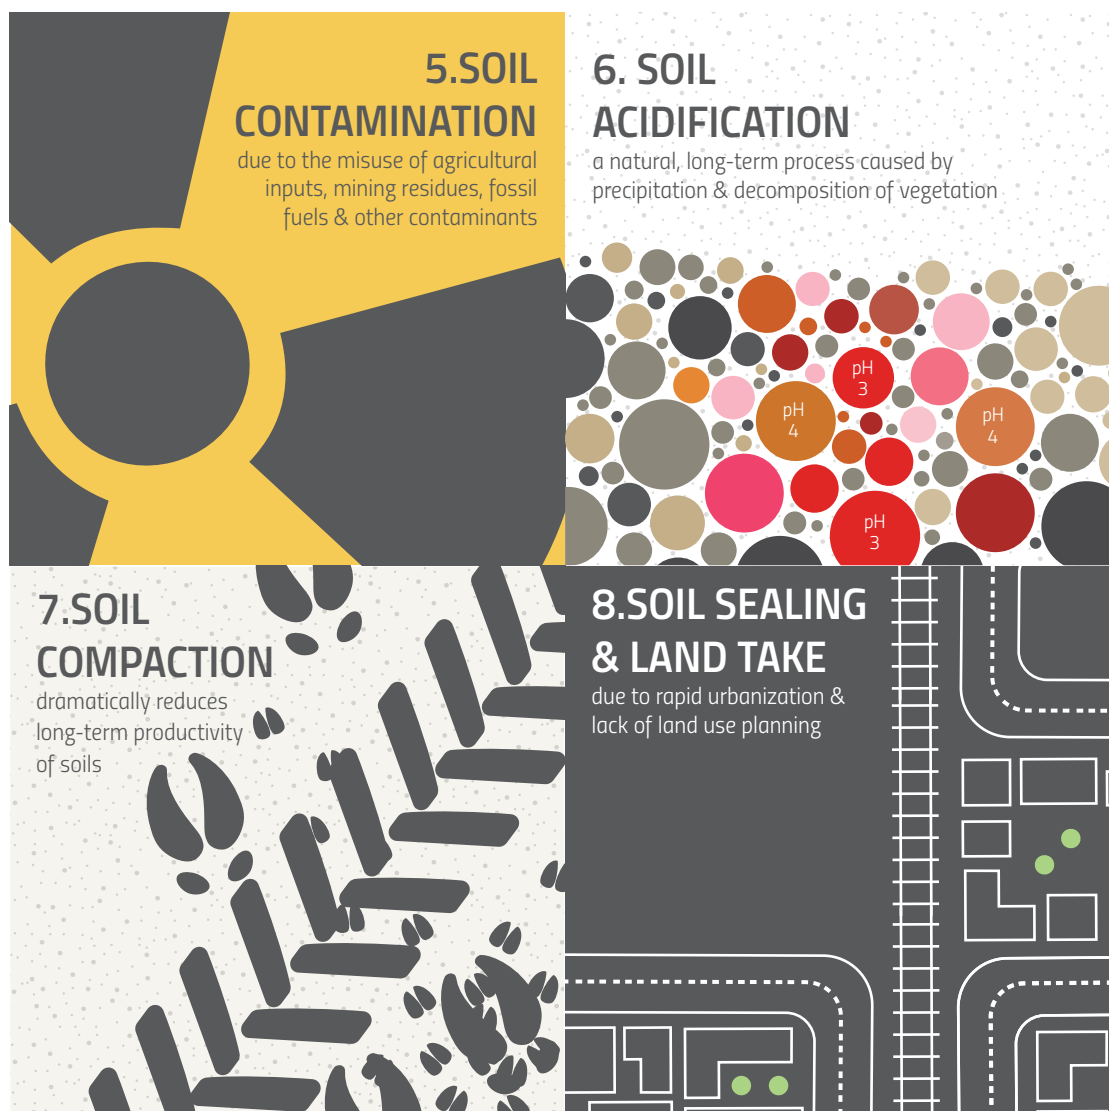 5.SOIL
CONTAMINATION
due to the misuse of agricultural
inputs, mining residues, fossil
fuels & other contaminants
6. SOIL
ACIDIFICATION
a natural, long-term process caused by
precipitation & decomposition of vegetation
pH
3
pH
4
pH
4
pH
3
7.SOIL
COMPACTION
dramatically reduces
long-term productivity
of soils
8.SOIL SEALING
& LAND TAKE
due to rapid urbanization &
lack of land use planning